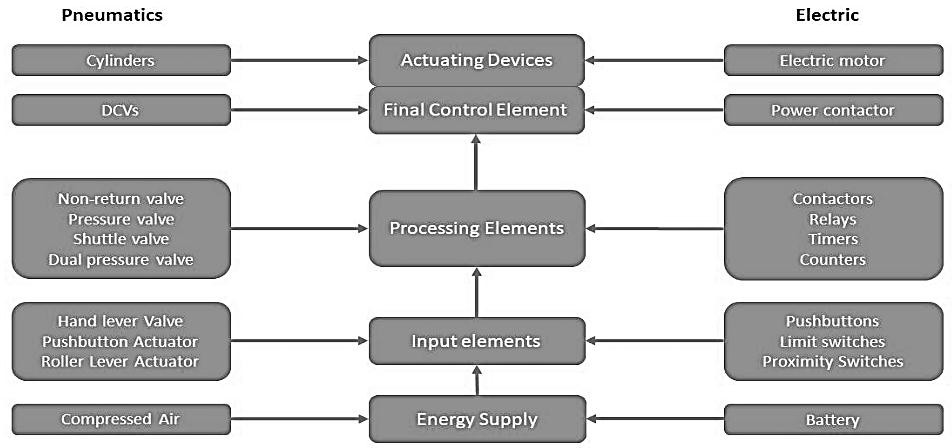 Pneumatics
Electric
Cylinders
Actuating Devices
Electric motor
DCVs
Final Control Element
Power contactor
Non-return valve
Pressure valve
Shuttle valve
Dual pressure valve
Processing Elements
Contactors
Relays
Timers
Counters
Hand lever Valve
Pushbutton Actuator
Roller Lever Actuator
Input elements
Pushbuttons
Limit switches
Proximity Switches
Compressed Air
Energy Supply
Battery